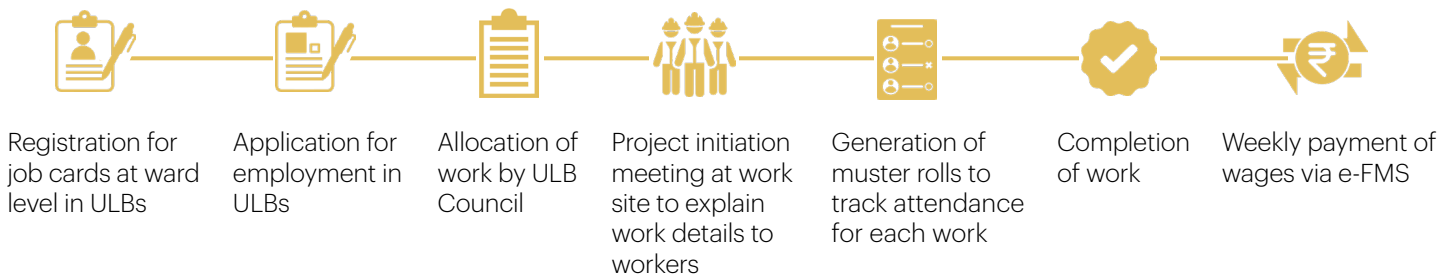 Registration for
job cards at ward
level in ULBs
Application for
employment in
ULBs
Allocation of
work by ULB
Council
Project initiation
meeting at work
site to explain
work details to
workers
Generation of
muster rolls to
track attendance
for each work
Completion
of work
₹
Weekly payment of
wages via e-FMS